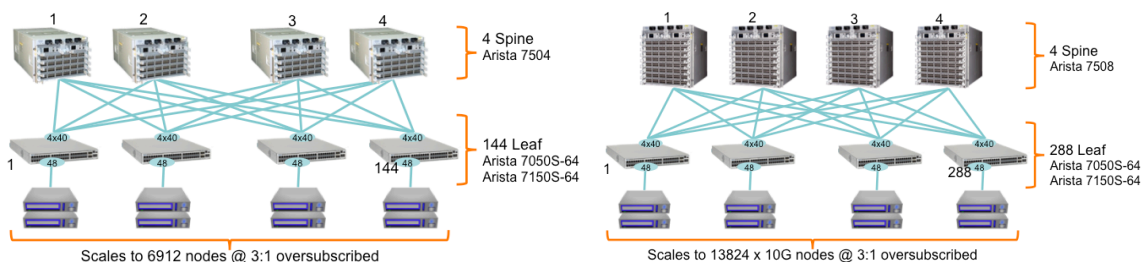 1 2 3 4
4 Spine
Arista 7504
4x40 4x40 4x40 4x40
1 48 48 48 144 48
144 Leaf
Arista 7050S-64
Arista 7150S-64
Scales to 6912 nodes @ 3:1 oversubscribed
1 2 3 4
4 Spine
Arista 7508
4x40 4x40 4x40 4x40
1 48 48 48 288 48
288 Leaf
Arista 7050S-64
Arista 7150S-64
Scales to 13824 x 10G nodes @ 3:1 oversubscribed